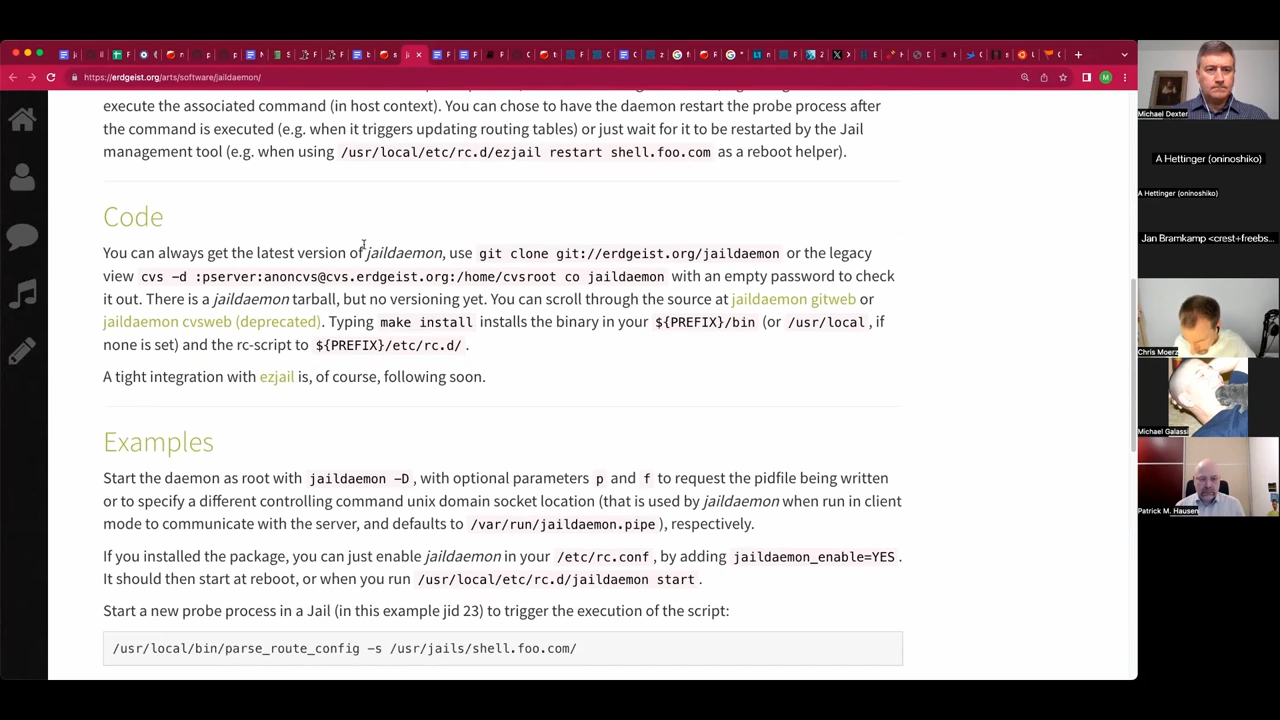 https://erdgeist.org/arts/software/jaildaemon/
execute the associated command (in host context). You can chose to have the daemon restart the probe process after
the command is executed (e.g. when it triggers updating routing tables) or just wait for it to be restarted by the Jail
management tool (e.g. when using /usr/local/etc/rc.d/ezjail restart shell.foo.com as a reboot helper).
Code
You can always get the latest version of jaildaemon, use git clone git://erdgeist.org/jaildaemon or the legacy
view cvs -d :pserver:anoncvs@cvs.erdgeist.org:/home/cvsroot co jaildaemon with an empty password to check
it out. There is a jaildaemon tarball, but no versioning yet. You can scroll through the source at jaildaemon gitweb or
jaildaemon cvsweb (deprecated). Typing make install installs the binary in your ${PREFIX}/bin (or /usr/local, if
none is set) and the rc-script to ${PREFIX}/etc/rc.d/.
A tight integration with ezjail is, of course, following soon.
Examples
Start the daemon as root with jaildaemon -D, with optional parameters p and f to request the pidfile being written
or to specify a different controlling command unix domain socket location (that is used by jaildaemon when run in client
mode to communicate with the server, and defaults to /var/run/jaildaemon.pipe), respectively.
If you installed the package, you can just enable jaildaemon in your /etc/rc.conf, by adding jaildaemon_enable=YES.
It should then start at reboot, or when you run /usr/local/etc/rc.d/jaildaemon start.
Start a new probe process in a Jail (in this example jid 23) to trigger the execution of the script:
/usr/local/bin/parse_route_config -s /usr/jails/shell.foo.com/
Michael Dexter
A Hettinger (oninoshiko)
A Hettinger (oninoshiko)
Jan Bramkamp <crest+freebs...
Chris Moerz
Michael Galassi
Patrick M. Hausen